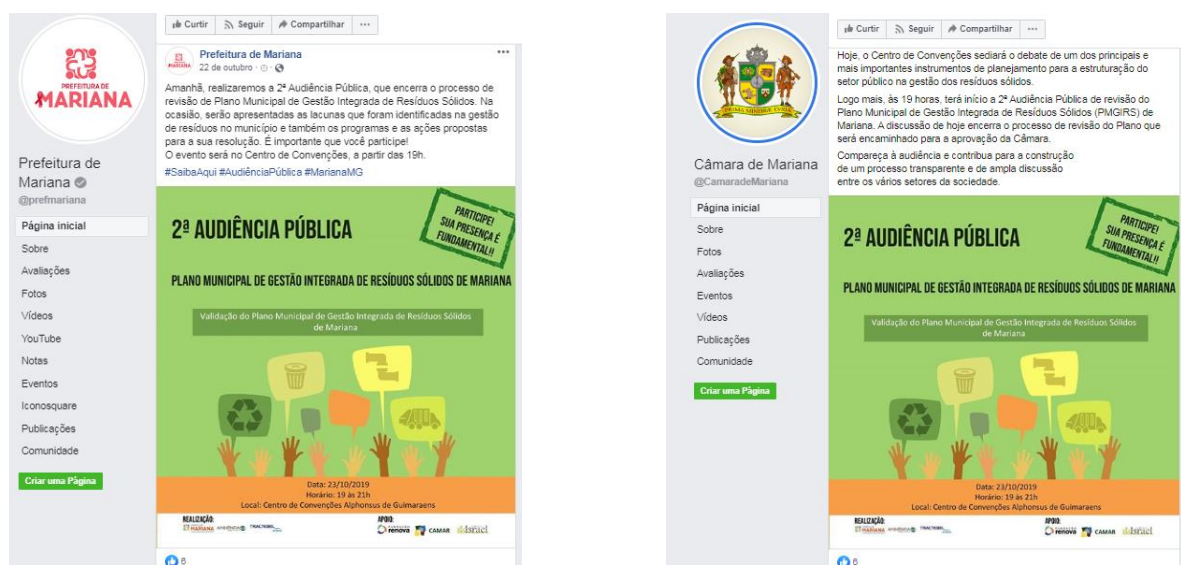 Curtir Seguir Compartilhar ...
PREFEITURA DE
MARIANA
Prefeitura de
Mariana
@prefmariana
Página inicial
Sobre
Avaliações
Fotos
Vídeos
YouTube
Notas
Eventos
Iconosquare
Publicações
Comunidade
Criar uma Página
Prefeitura de Mariana
22 de outubro
Amanhã, realizaremos a 2ª Audiência Pública, que encerra o processo de
revisão de Plano Municipal de Gestão Integrada de Resíduos Sólidos. Na
ocasião, serão apresentadas as lacunas que foram identificadas na gestão
de resíduos no município e também os programas e as ações propostas
para a sua resolução. É importante que você participe!
O evento será no Centro de Convenções, a partir das 19h.
#SaibaAqui #AudiênciaPública #MarianaMG
PARTICIPE!
SUA PRESENÇA É
FUNDAMENTAL!!
2ª AUDIÊNCIA PÚBLICA
PLANO MUNICIPAL DE GESTÃO INTEGRADA DE RESÍDUOS SÓLIDOS DE MARIANA
Validação do Plano Municipal de Gestão Integrada de Resíduos Sólidos
de Mariana
Data: 23/10/2019
Horário: 19 às 21h
Local: Centro de Convenções Alphonsus de Guimaraens
REALIZAÇÃO:
MARIANA TRACTEBEL
APOIO:
renova CAMAR
6
Curtir Seguir Compartilhar ...
Câmara de Mariana
@CamaradeMariana
Página inicial
Sobre
Fotos
Avaliações
Eventos
Vídeos
Publicações
Comunidade
Criar uma Página
Hoje, o Centro de Convenções sediará o debate de um dos principais e
mais importantes instrumentos de planejamento para a estruturação do
setor público na gestão dos resíduos sólidos.
Logo mais, às 19 horas, terá início a 2ª Audiência Pública de revisão do
Plano Municipal de Gestão Integrada de Resíduos Sólidos (PMGIRS) de
Mariana. A discussão de hoje encerra o processo de revisão do Plano que
será encaminhado para a aprovação da Câmara.
Compareça à audiência e contribua para a construção
de um processo transparente e de ampla discussão
entre os vários setores da sociedade.
PARTICIPE!
SUA PRESENÇA É
FUNDAMENTAL!!
2ª AUDIÊNCIA PÚBLICA
PLANO MUNICIPAL DE GESTÃO INTEGRADA DE RESÍDUOS SÓLIDOS DE MARIANA
Validação do Plano Municipal de Gestão Integrada de Resíduos Sólidos
de Mariana
Data: 23/10/2019
Horário: 19 às 21h
Local: Centro de Convenções Alphonsus de Guimaraens
REALIZAÇÃO:
MARIANA TRACTEBEL
APOIO:
renova CAMAR
6